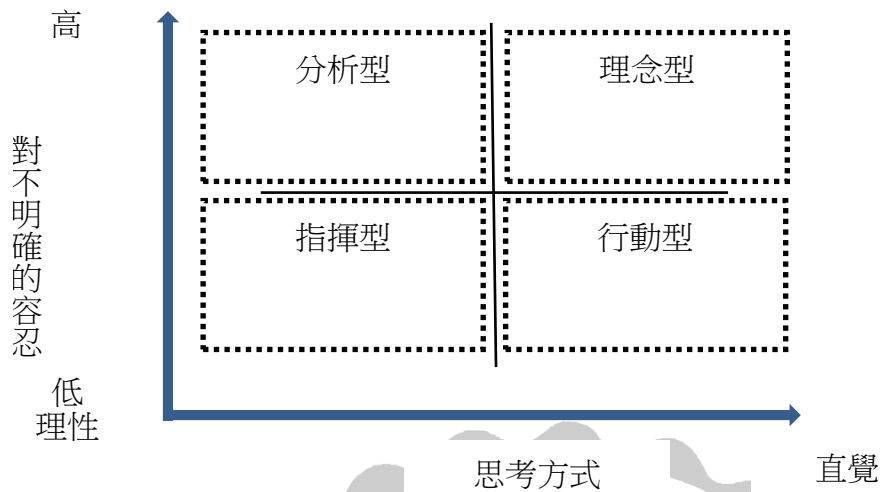 高
分析型
理念型
對不明確的容忍
指揮型
行動型
低
理性
思考方式
直覺